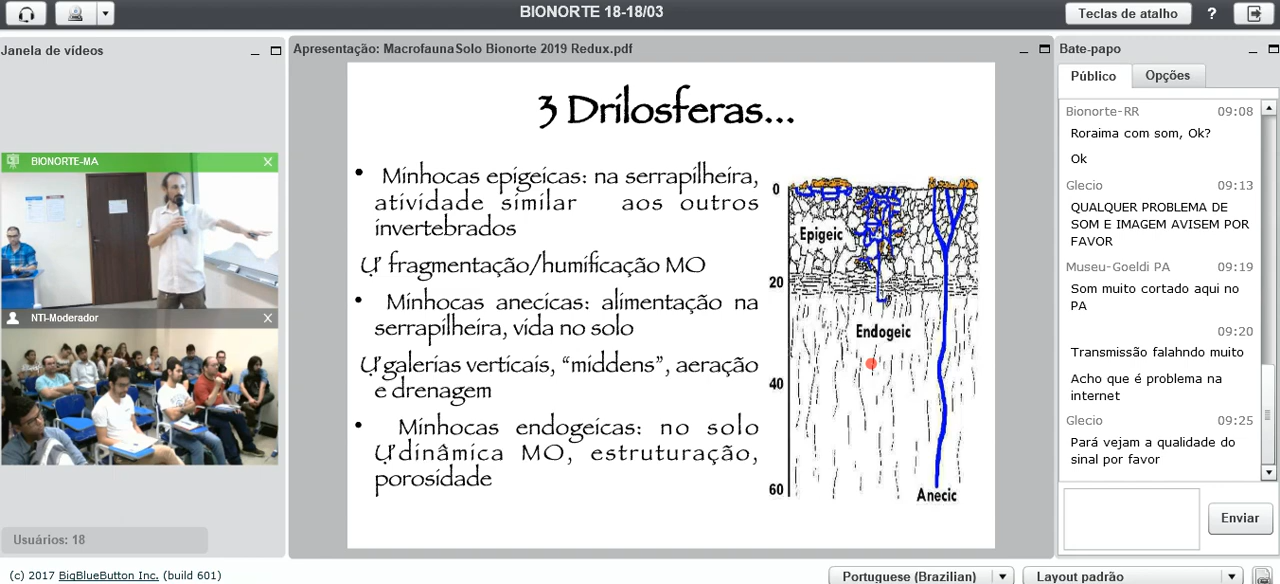 BIONORTE 18-18/03
Teclas de atalho
?
Janela de vídeos
BIONORTE-MA
NTI-Moderador
Usuários: 18
Apresentação: MacrofaunaSolo Bionorte 2019 Redux.pdf
3 Drilosferas...
• Minhocas epigeicas: na serrapilheira,
atividade similar aos outros
invertebrados
Ų fragmentação/humificação MO
• Minhocas anecicas: alimentação na
serrapilheira, vida no solo
Ų galerias verticais, “middens”, aeração
e drenagem
• Minhocas endogeicas: no solo
Ų dinâmica MO, estruturação,
porosidade
0
Epigeic
20
Endogeic
40
60
Anecic
Bate-papo
Público
Opções
Bionorte-RR 09:08
Roraima com som, Ok?
Ok
Glecio 09:13
QUALQUER PROBLEMA DE
SOM E IMAGEM AVISEM POR
FAVOR
Museu-Goeldi PA 09:19
Som muito cortado aqui no
PA
09:20
Transmissão falahndo muito
Acho que é problema na
internet
Glecio 09:25
Pará vejam a qualidade do
sinal por favor
Enviar
(c) 2017 BigBlueButton Inc. (build 601)
Portuguese (Brazilian)
Layout padrão